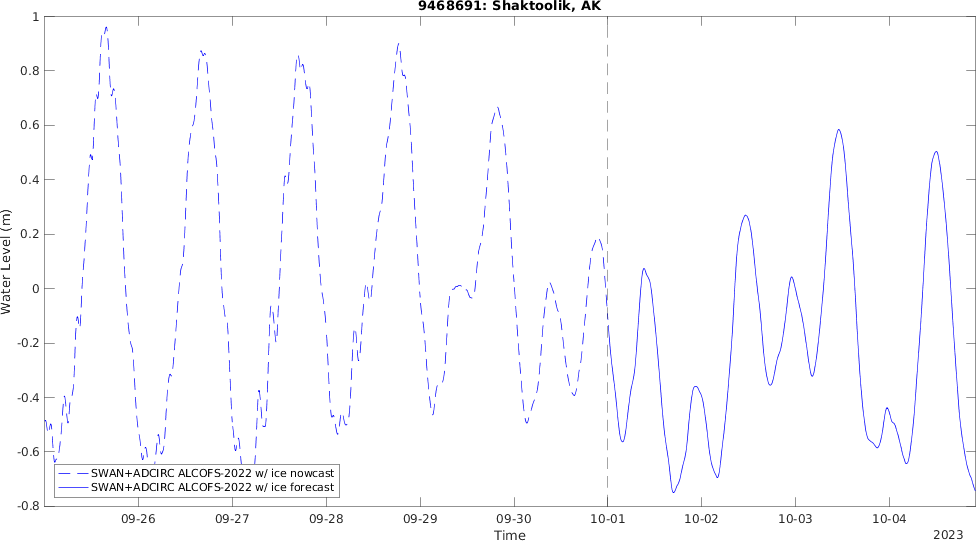 9468691: Shaktoolik, AK
1
0.8
0.6
0.4
0.2
0
-0.2
-0.4
-0.6
-0.8
Water Level (m)
SWAN+ADCIRC ALCOFS-2022 w/ ice nowcast
SWAN+ADCIRC ALCOFS-2022 w/ ice forecast
09-26 09-27 09-28 09-29 09-30 10-01 10-02 10-03 10-04
Time
2023